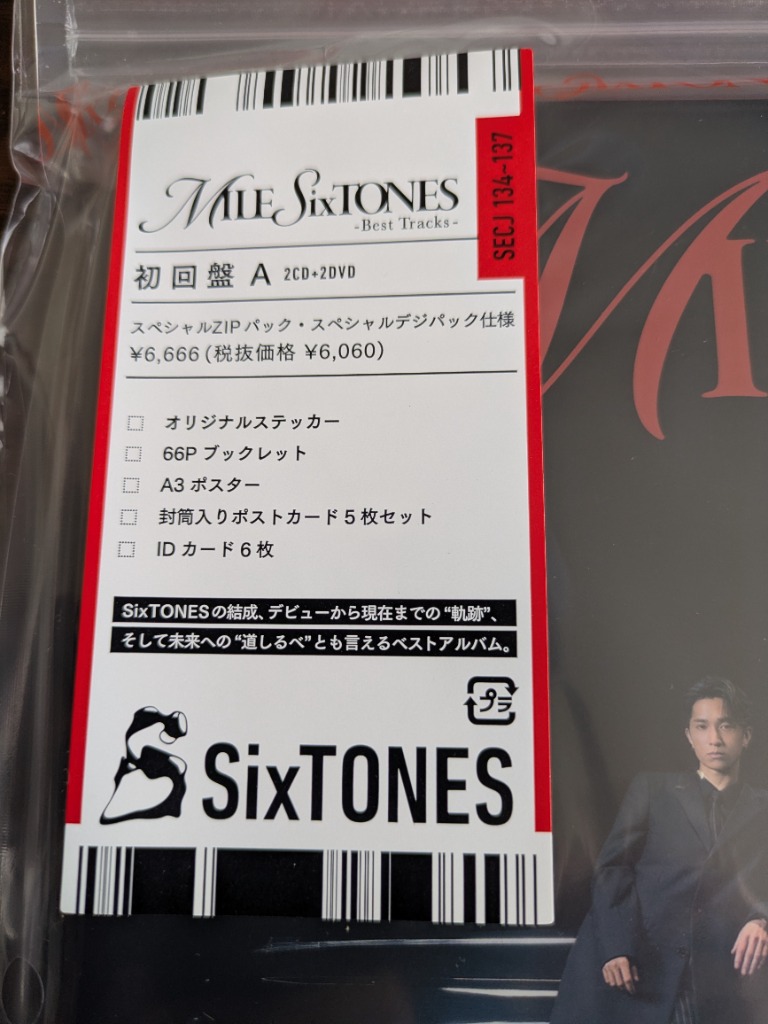 MILE SixTONES
-Best Tracks-
SECJ 134~137
初回盤 A 2CD+2DVD
スペシャルZIPパック・スペシャルデジパック仕様
¥6,666(税抜価格 ¥6,060)
オリジナルステッカー
66P ブックレット
A3 ポスター
封筒入りポストカード5枚セット
IDカード6枚
SixTONESの結成、デビューから現在までの“軌跡”、
そして未来への“道しるべ”とも言えるベストアルバム。
プラ
SixTONES